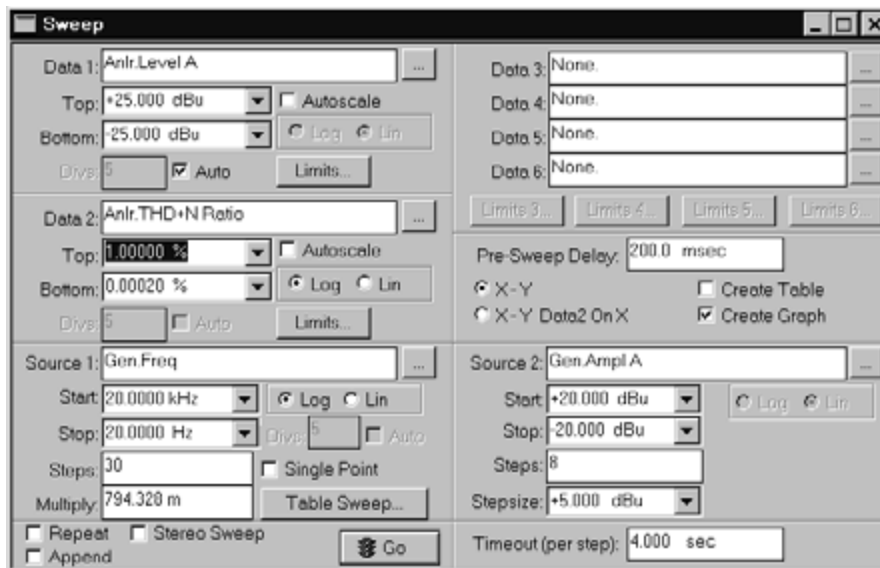 Sweep
Data 1: Anlr.Level A ...
Top: +25.000 dBu Autoscale
Bottom: -25.000 dBu Log Lin
Divs: 5 Auto Limits...
Data 2: Anlr.THD+N Ratio ...
Top: 1.00000 % Autoscale
Bottom: 0.00020 % Log Lin
Divs: 5 Auto Limits...
Source 1: Gen.Freq ...
Start: 20.0000 kHz Log Lin
Stop: 20.0000 Hz Divs: 5 Auto
Steps: 30 Single Point
Multiply: 794.328 m Table Sweep...
Repeat Stereo Sweep
Append Go
Data 3: None. ...
Data 4: None. ...
Data 5: None. ...
Data 6: None. ...
Limits 3... Limits 4... Limits 5... Limits 6...
Pre-Sweep Delay: 200.0 msec
X-Y Create Table
X-Y Data2 On X Create Graph
Source 2: Gen.Ampl A ...
Start: +20.000 dBu Log Lin
Stop: -20.000 dBu
Steps: 8
Stepsize: +5.000 dBu
Timeout (per step): 4.000 sec